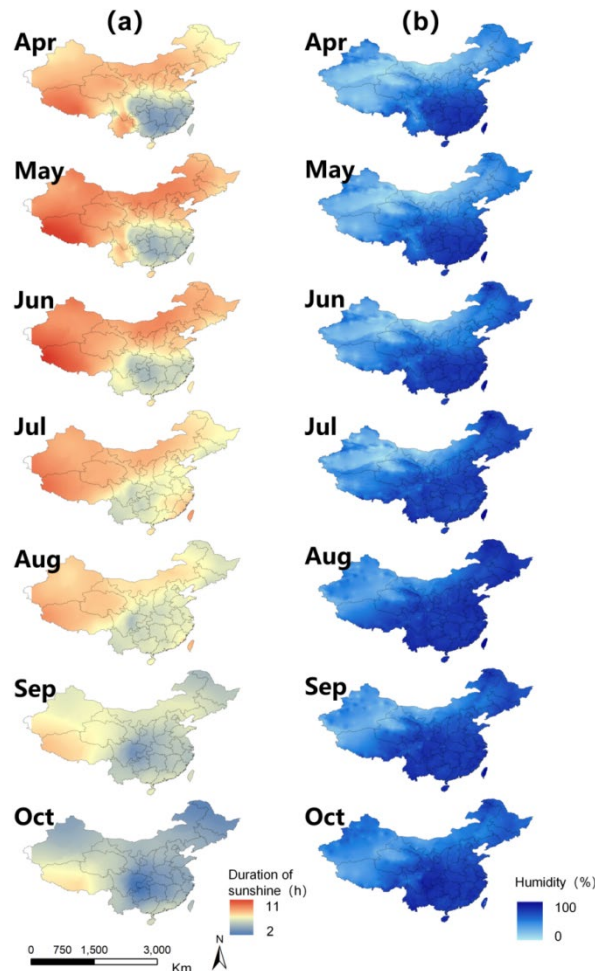 (a)
(b)
Apr
Apr
May
May
Jun
Jun
Jul
Jul
Aug
Aug
Sep
Sep
Oct
Oct
Duration of
sunshine (h)
11
2
Humidity (%)
100
0
0 750 1,500 3,000
Km
N